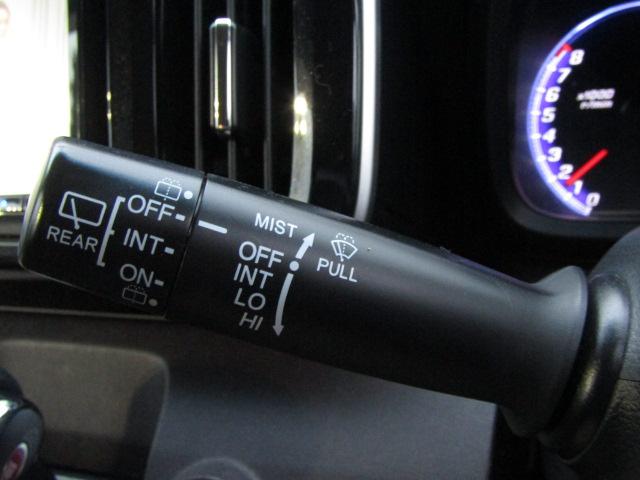 REAR
OFF
INT
ON
MIST
OFF
INT
LO
HI
PULL
8
7
6
5
4
3
2
1
0
x1000
r/min